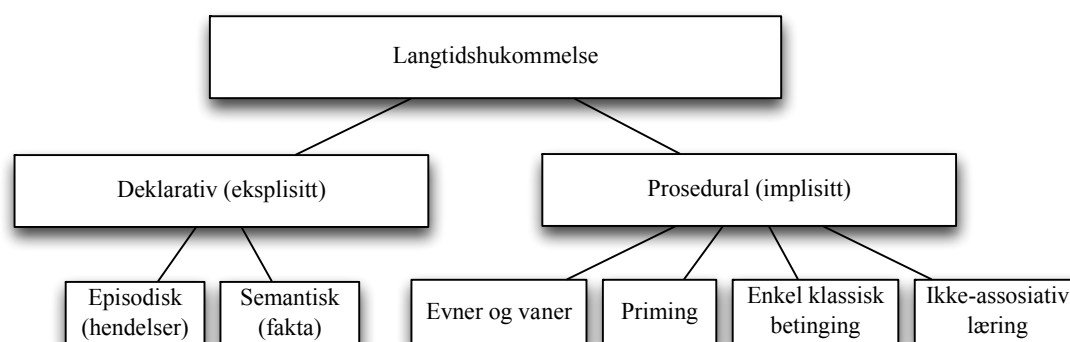 Langtidshukommelse
Deklarativ (eksplisitt)
Prosedural (implisitt)
Episodisk
(hendelser)
Semantisk
(fakta)
Evner og vaner
Priming
Enkel klassisk
betinging
Ikke-assosiativ
læring